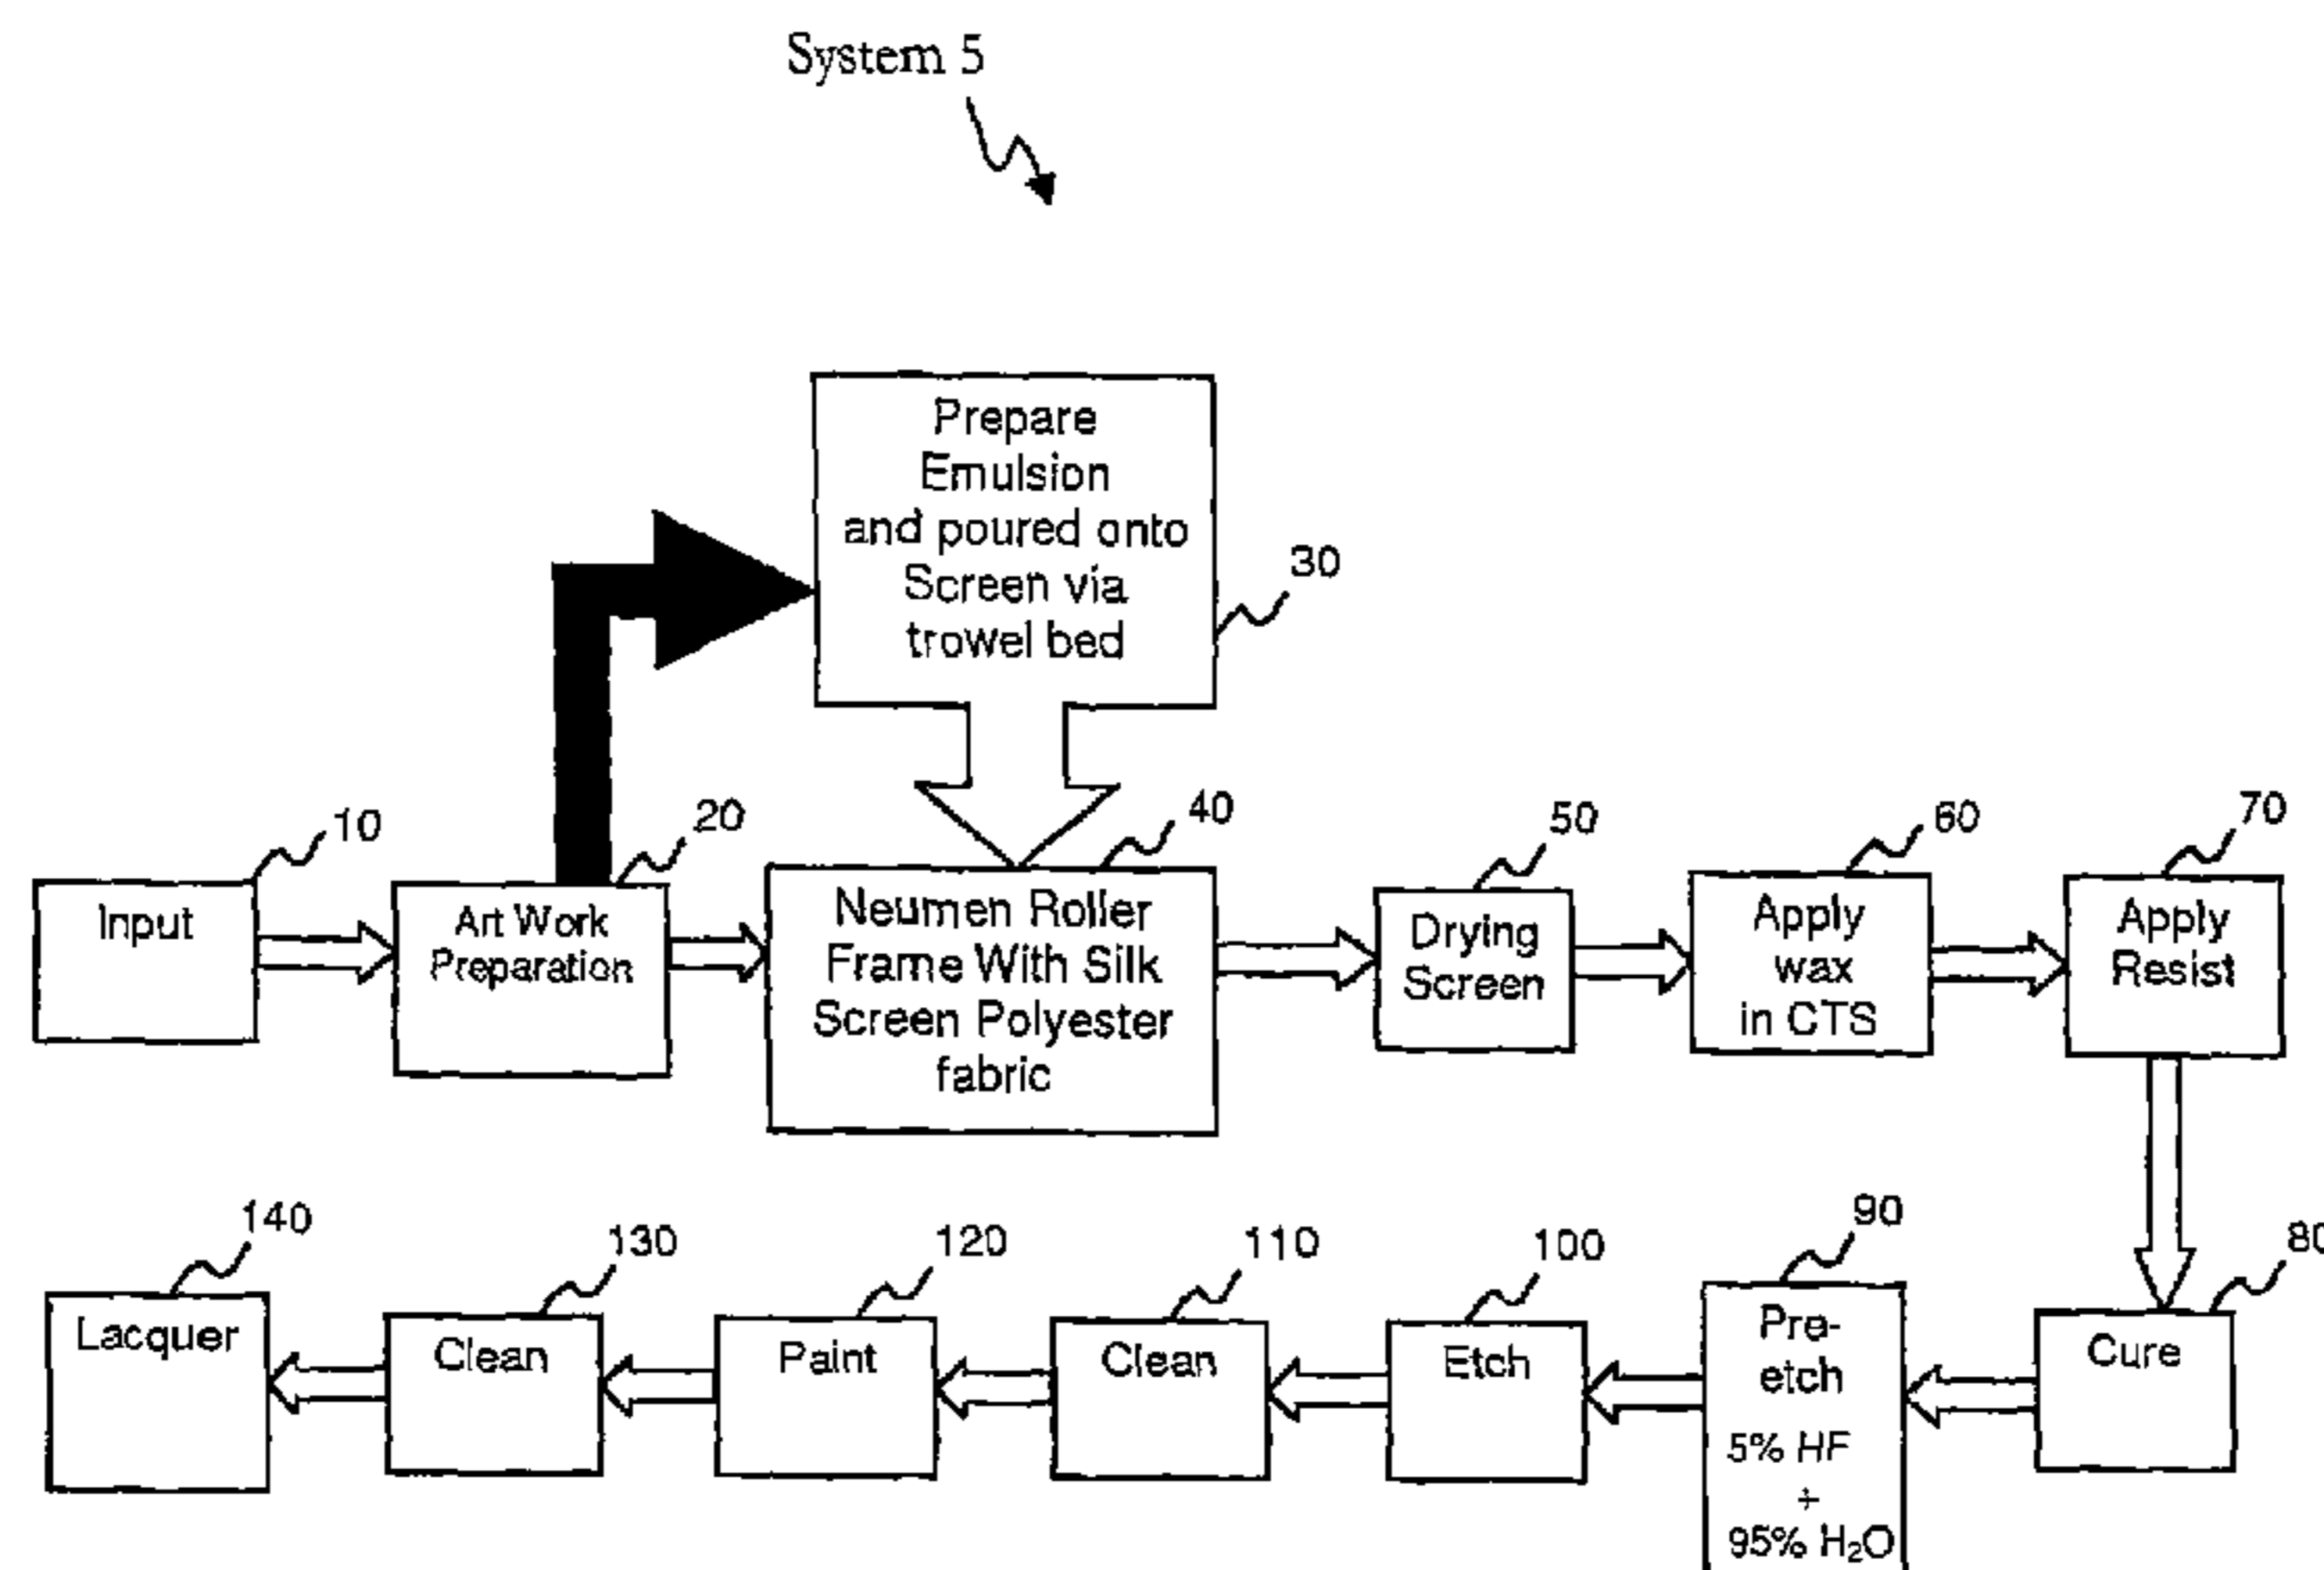 System 5
Prepare
Emulsion
and poured onto
Screen via
trowel bed
30
10
Input
20
Art Work
Preparation
40
Neumen Roller
Frame With Silk
Screen Polyester
fabric
50
Drying
Screen
60
Apply
wax
in CTS
70
Apply
Resist
80
Cure
90
Pre-
etch
5% HF
+
95% H₂O
100
Etch
110
Clean
120
Paint
130
Clean
140
Lacquer